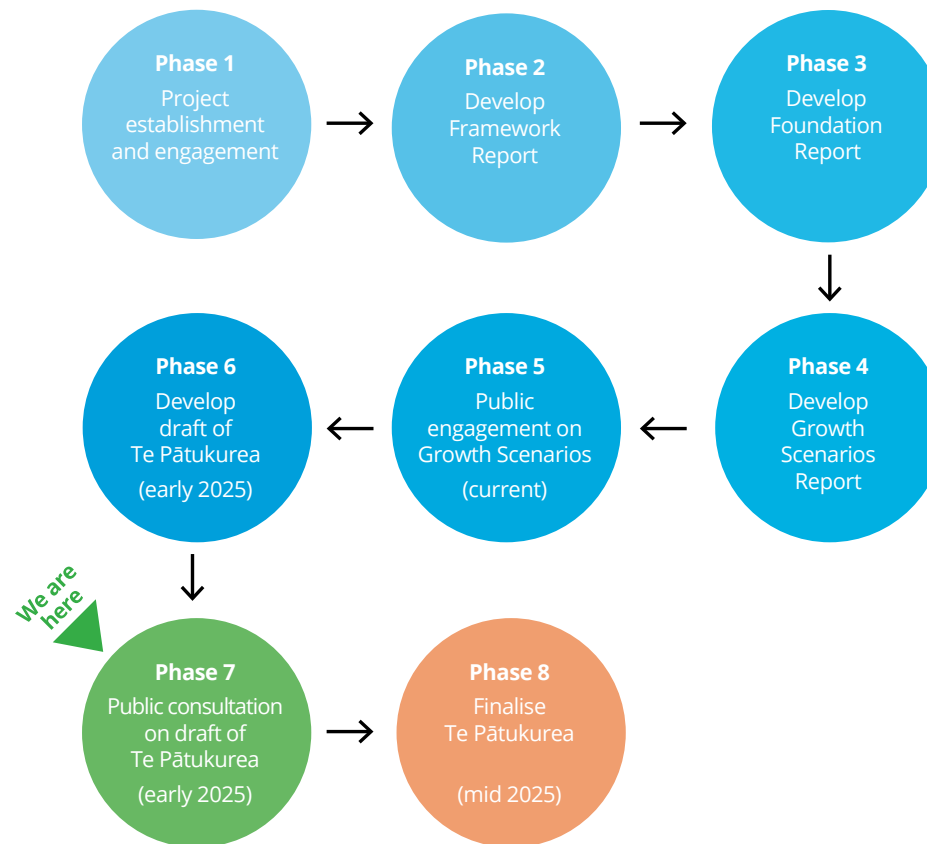 Phase 1
Project
establishment
and engagement
Phase 2
Develop
Framework
Report
Phase 3
Develop
Foundation
Report
Phase 4
Develop
Growth
Scenarios
Report
Phase 5
Public
engagement on
Growth Scenarios
(current)
Phase 6
Develop
draft of
Te Pātukurea
(early 2025)
We are
here
Phase 7
Public consultation
on draft of
Te Pātukurea
(early 2025)
Phase 8
Finalise
Te Pātukurea
(mid 2025)